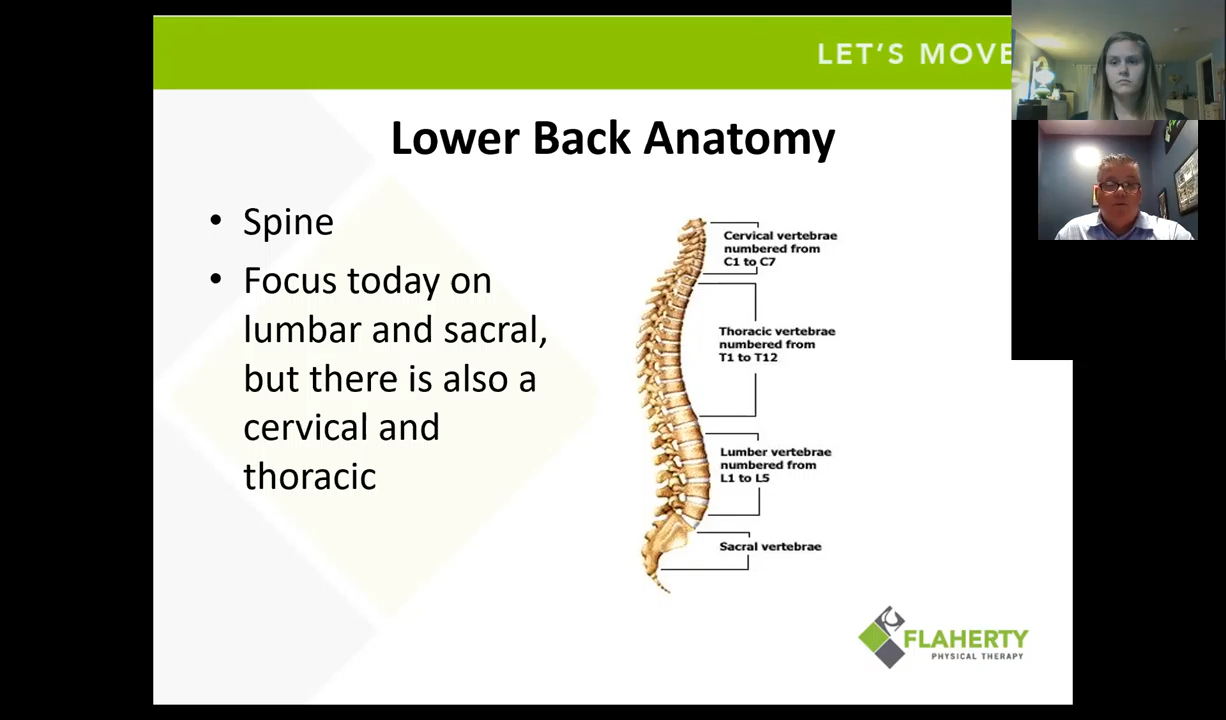 LET'S MOVE
Lower Back Anatomy
• Spine
• Focus today on
lumbar and sacral,
but there is also a
cervical and
thoracic
Cervical vertebrae
numbered from
C1 to C7
Thoracic vertebrae
numbered from
T1 to T12
Lumber vertebrae
numbered from
L1 to L5
Sacral vertebrae
FLAHERTY
PHYSICAL THERAPY